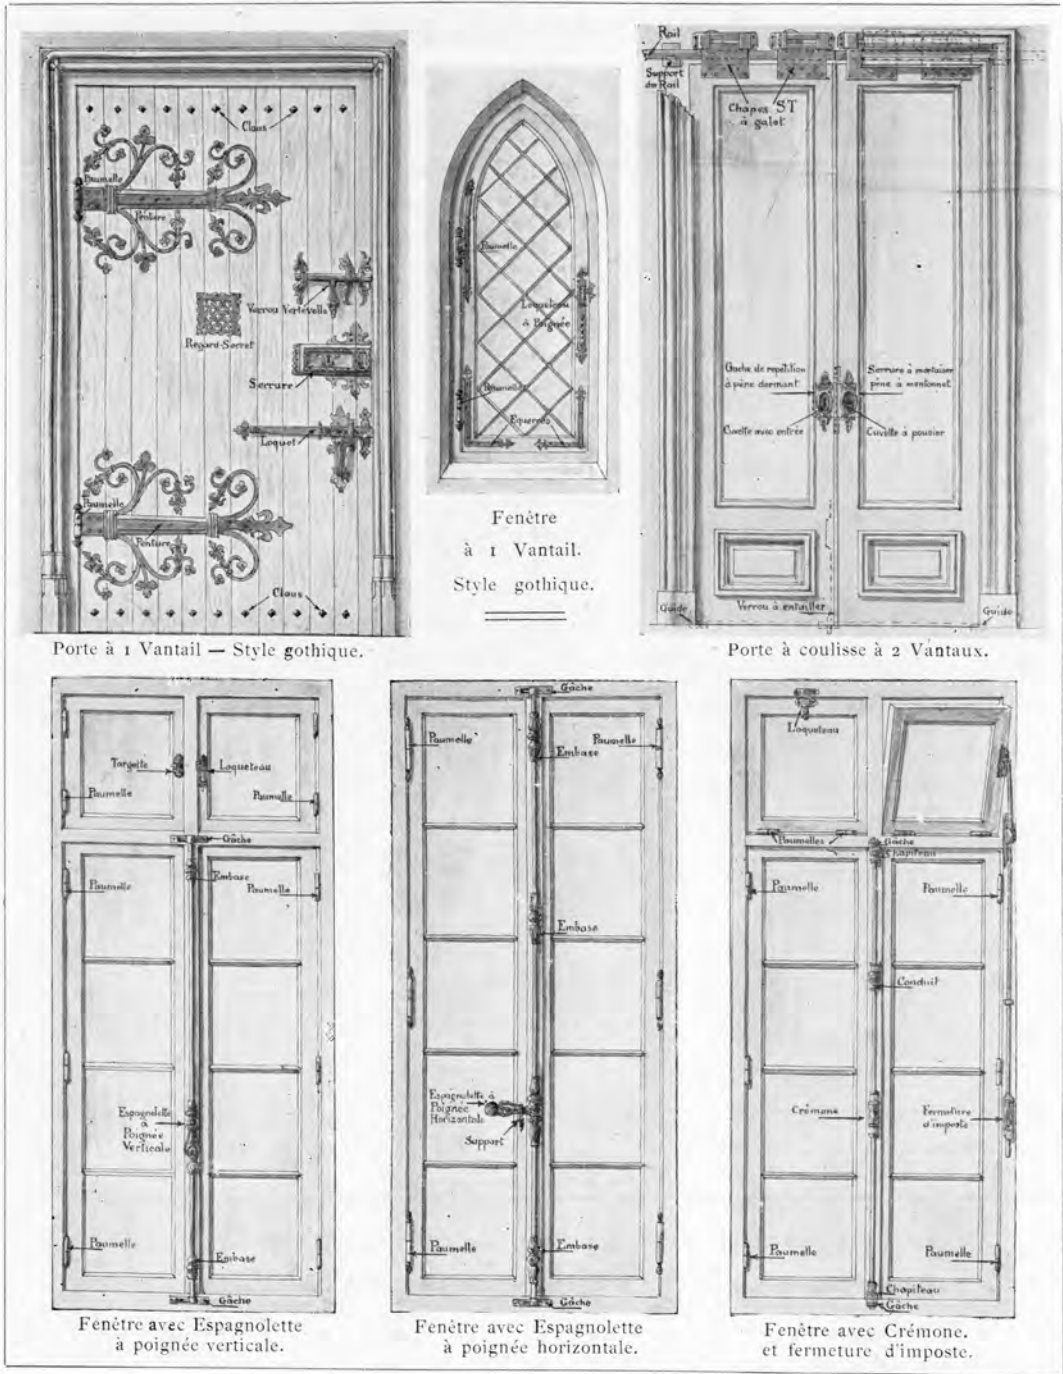 Clous
Paumelle
Penture
Verrou Vertevelle
Regard-Secret
Serrure
Loquet
Paumelle
Penture
Clous
Porte à 1 Vantail — Style gothique.
Paumelle
Loqueteau
à Poignée
Paumelles
Equerres
Fenêtre
à 1 Vantail.
Style gothique.
Rail
Support
de Rail
Chapes ST
à galet
Gache de repetition
à pène dormant
Serrure à mortaiser
pène à mentonnet
Cuvette avec entrée
Cuvette à poucier
Guide
Verrou à entailler
Guide
Porte à coulisse à 2 Vantaux.
Targette
Loqueteau
Paumelle
Paumelle
Gâche
Embase
Paumelle
Paumelle
Espagnolette
à
Poignée
Verticale
Paumelle
Embase
Gâche
Fenêtre avec Espagnolette
à poignée verticale.
Gâche
Paumelle
Paumelle
Embase
Embase
Espagnolette à
Poignée
Horizontale
Support
Paumelle
Embase
Gâche
Fenêtre avec Espagnolette
à poignée horizontale.
Loqueteau
Paumelles
Gâche
Chapiteau
Paumelle
Paumelle
Conduit
Crémone
Fermeture
d'imposte
Paumelle
Paumelle
Chapiteau
Gâche
Fenêtre avec Crémone.
et fermeture d'imposte.